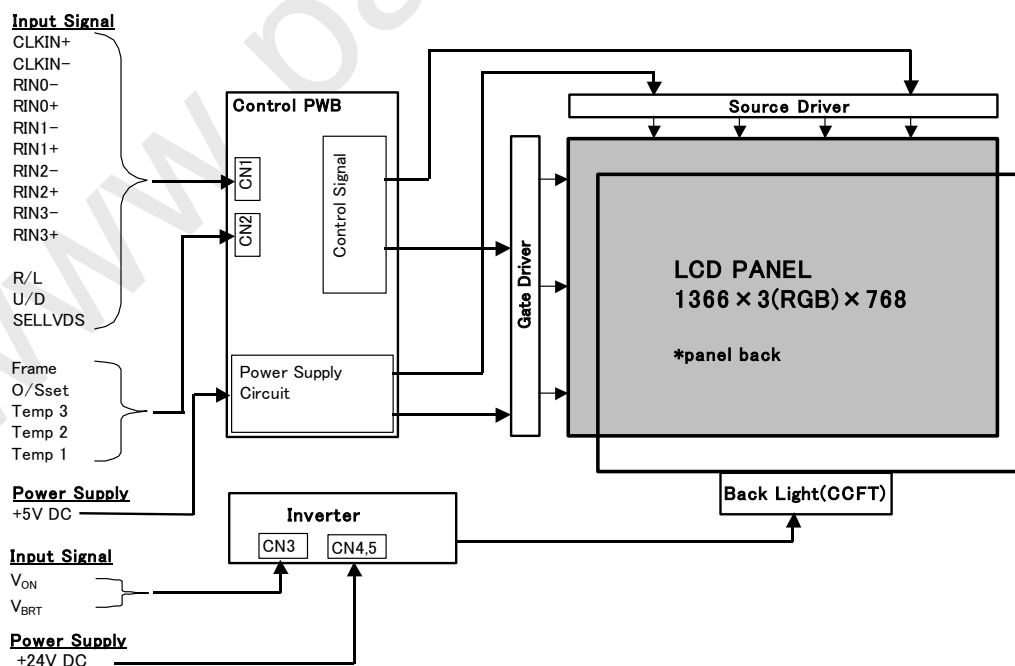 Input Signal
CLKIN+
CLKIN-
RIN0-
RIN0+
RIN1-
RIN1+
RIN2-
RIN2+
RIN3-
RIN3+
R/L
U/D
SELLVDS
Frame
O/Sset
Temp 3
Temp 2
Temp 1
Power Supply
+5V DC
Input Signal
VON
VBRT
Power Supply
+24V DC
Control PWB
CN1
CN2
Control Signal
Power Supply
Circuit
Inverter
CN3
CN4,5
Gate Driver
Source Driver
LCD PANEL
1366×3(RGB)×768
*panel back
Back Light(CCFT)